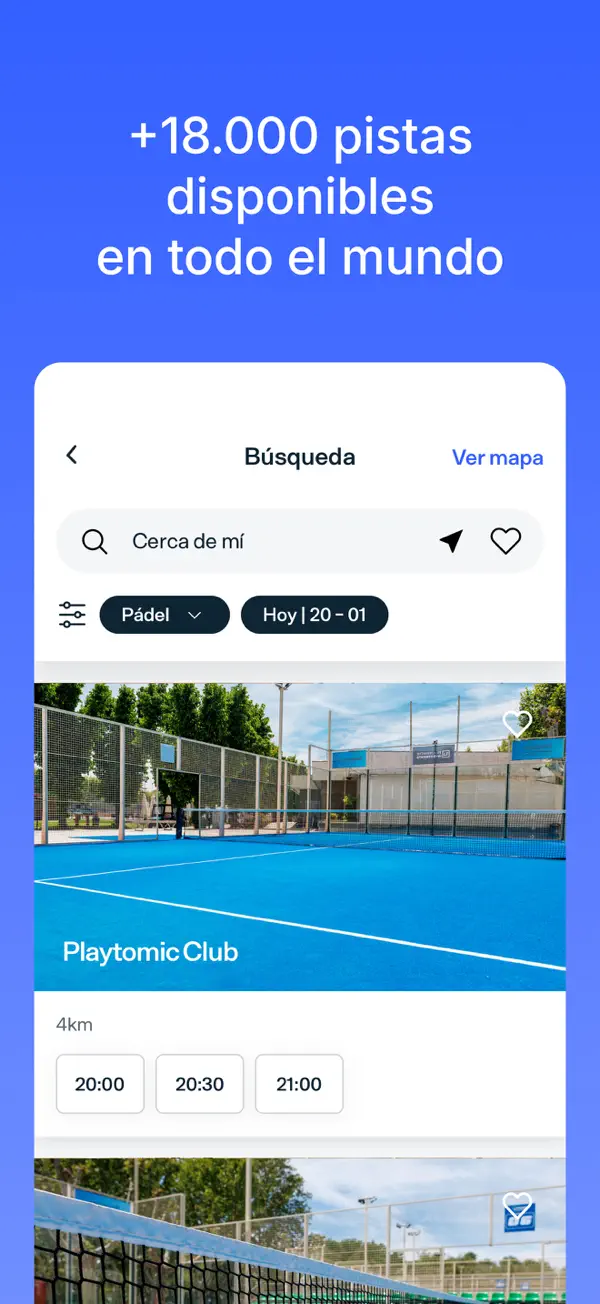 +18.000 pistas
disponibles
en todo el mundo
Búsqueda
Ver mapa
Cerca de mí
Pádel
Hoy | 20 - 01
Playtomic Club
4km
20:00
20:30
21:00